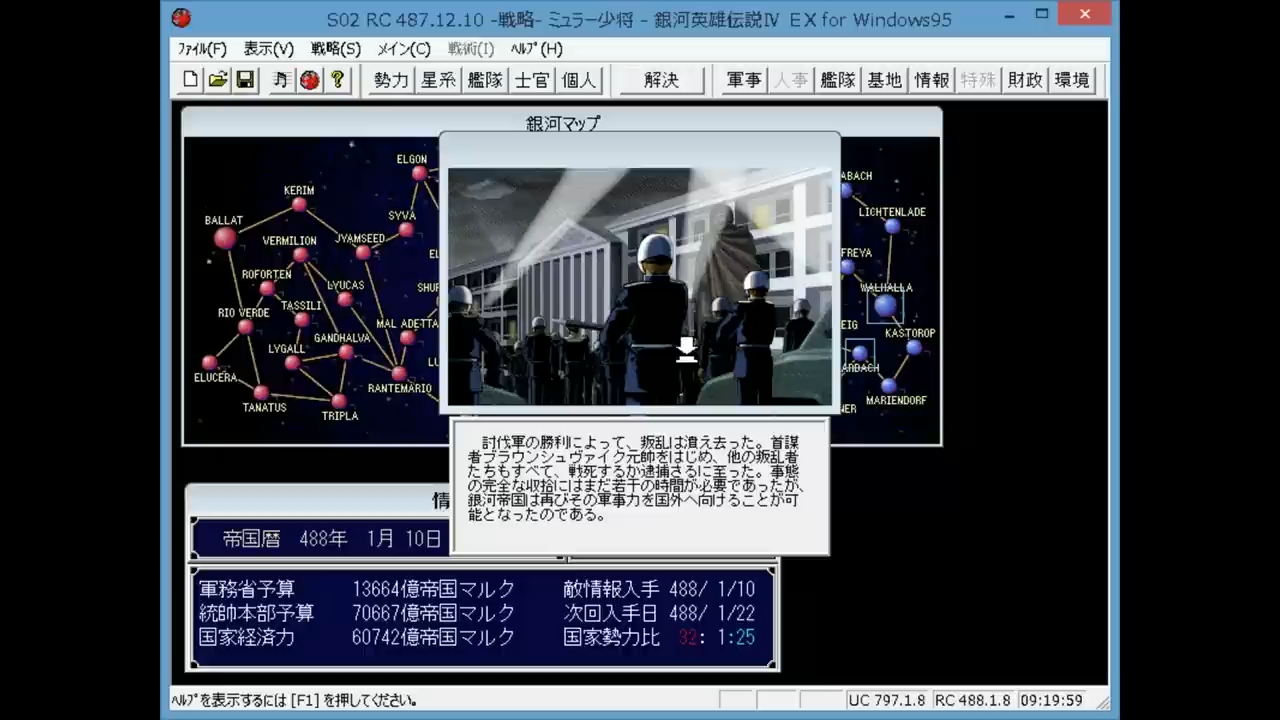 S02 RC 487.12.10 -戦略- ミュラー少将 - 銀河英雄伝説Ⅳ EX for Windows95
ﾌｧｲﾙ(F) 表示(V) 戦略(S) メイン(C) 戦術(I) ﾍﾙﾌﾟ(H)
勢力 星系 艦隊 士官 個人 解決 軍事 人事 艦隊 基地 情報 特殊 財政 環境
銀河マップ
ELGON
ABACH
KERIM
LICHTENLADE
BALLAT
SYVA
VERMILION
JYAMSEED
FREYA
ROFORTEN
LYUCAS
SHUF
WALHALLA
TASSILI
RIO VERDE
MAL ADETTA
EIG
KASTOROP
GANDHALVA
LYGALL
ELUCERA
RANTEMARIO
ARBACH
TANATUS
TRIPLA
NER
MARIENDORF
討伐軍の勝利によって、叛乱は潰え去った。首謀
者ブラウンシュヴァイク元帥をはじめ、他の叛乱者
たちもすべて、戦死するか逮捕さるに至った。事態
の完全な収拾にはまだ若干の時間が必要であったが、
銀河帝国は再びその軍事力を国外へ向けることが可
能となったのである。
情
帝国暦 488年 1月 10日
軍務省予算 13664億帝国マルク 敵情報入手 488/ 1/10
統帥本部予算 70667億帝国マルク 次回入手日 488/ 1/22
国家経済力 60742億帝国マルク 国家勢力比 32: 1:25
ﾍﾙﾌﾟを表示するには [F1] を押してください。 UC 797.1.8 RC 488.1.8 09:19:59